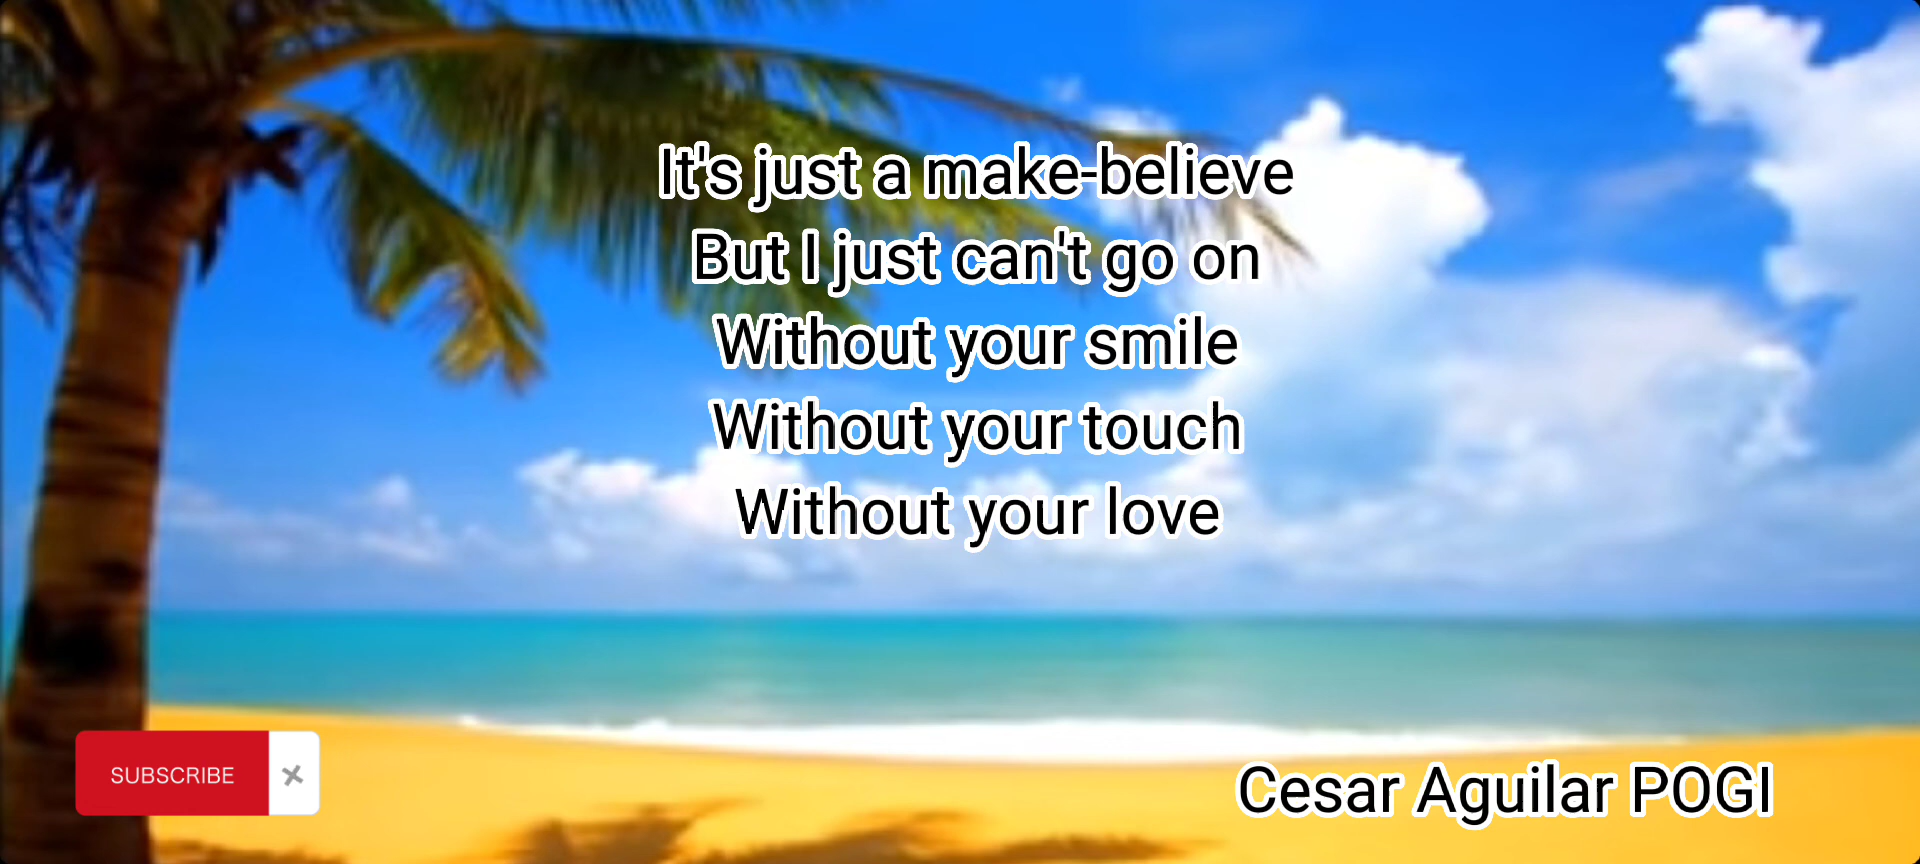 It's just a make-believe
But I just can't go on
Without your smile
Without your touch
Without your love
SUBSCRIBE
Cesar Aguilar POGI